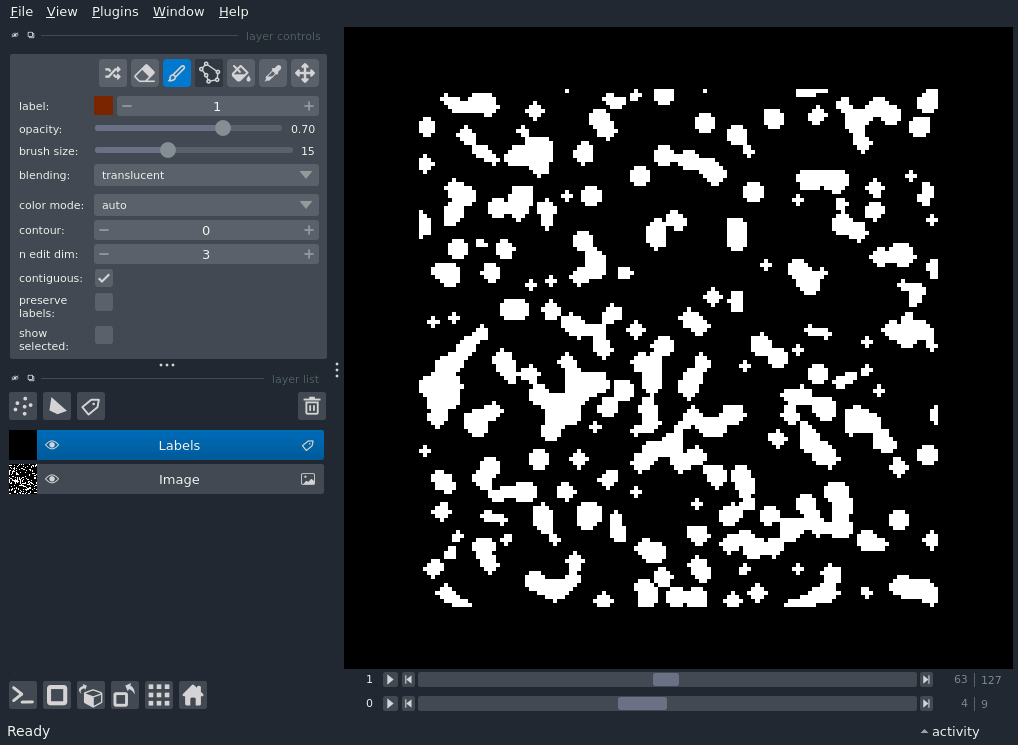 File View Plugins Window Help
layer controls
label: 1
opacity: 0.70
brush size: 15
blending: translucent
color mode: auto
contour: 0
n edit dim: 3
contiguous:
preserve
labels:
show
selected:
layer list
Labels
Image
1 63 127
0 4 9
Ready activity